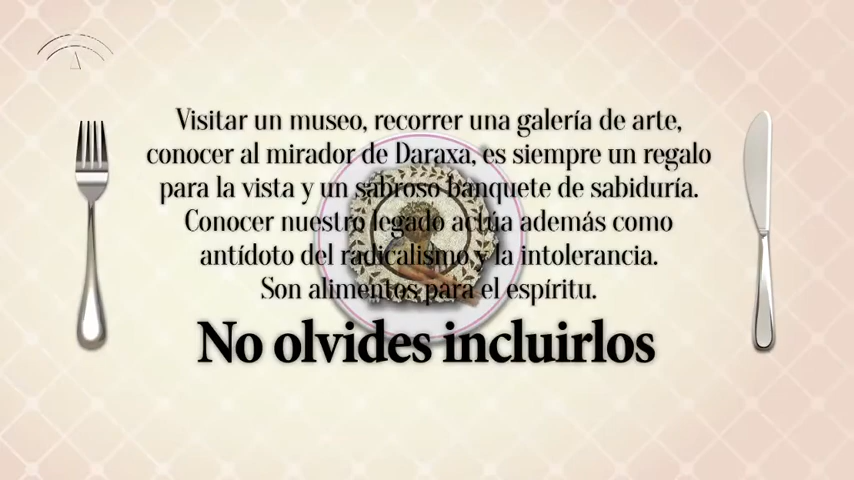 Visitar un museo, recorrer una galería de arte,
conocer al mirador de Daraxa, es siempre un regalo
para la vista y un sabroso banquete de sabiduría.
Conocer nuestro legado actúa además como
antídoto del radicalismo y la intolerancia.
Son alimentos para el espíritu.
No olvides incluirlos